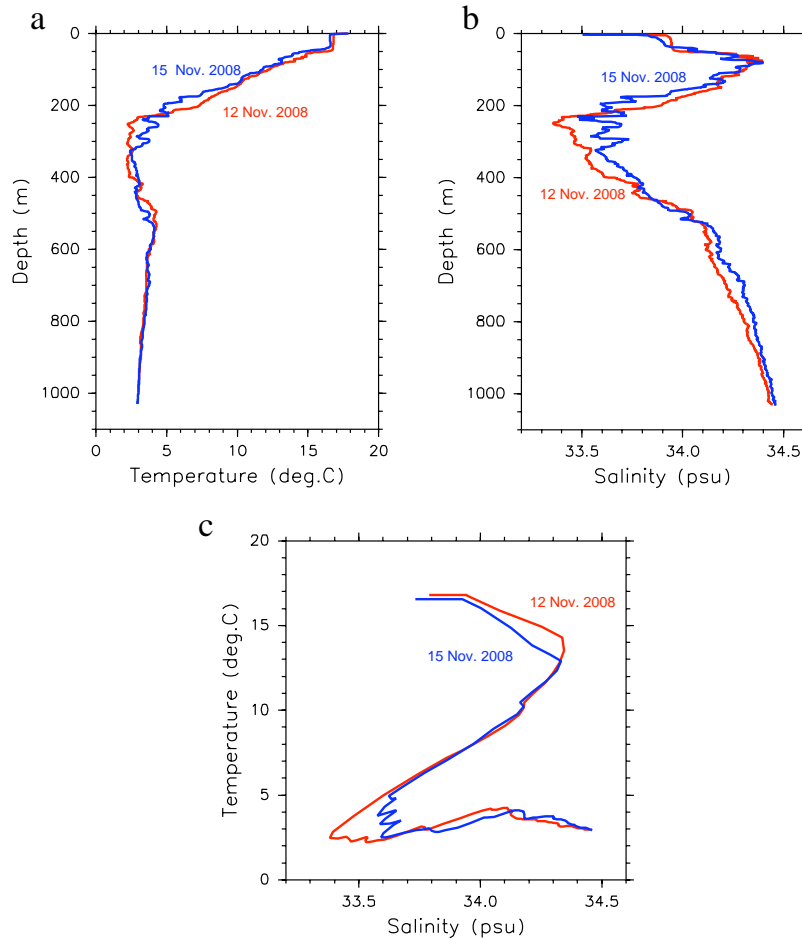 a
0
200
400
600
800
1000
Depth (m)
15 Nov. 2008
12 Nov. 2008
0 5 10 15 20
Temperature (deg.C)
b
0
200
400
600
800
1000
Depth (m)
15 Nov. 2008
12 Nov. 2008
33.5 34.0 34.5
Salinity (psu)
c
20
15
10
5
0
Temperature (deg.C)
12 Nov. 2008
15 Nov. 2008
33.5 34.0 34.5
Salinity (psu)